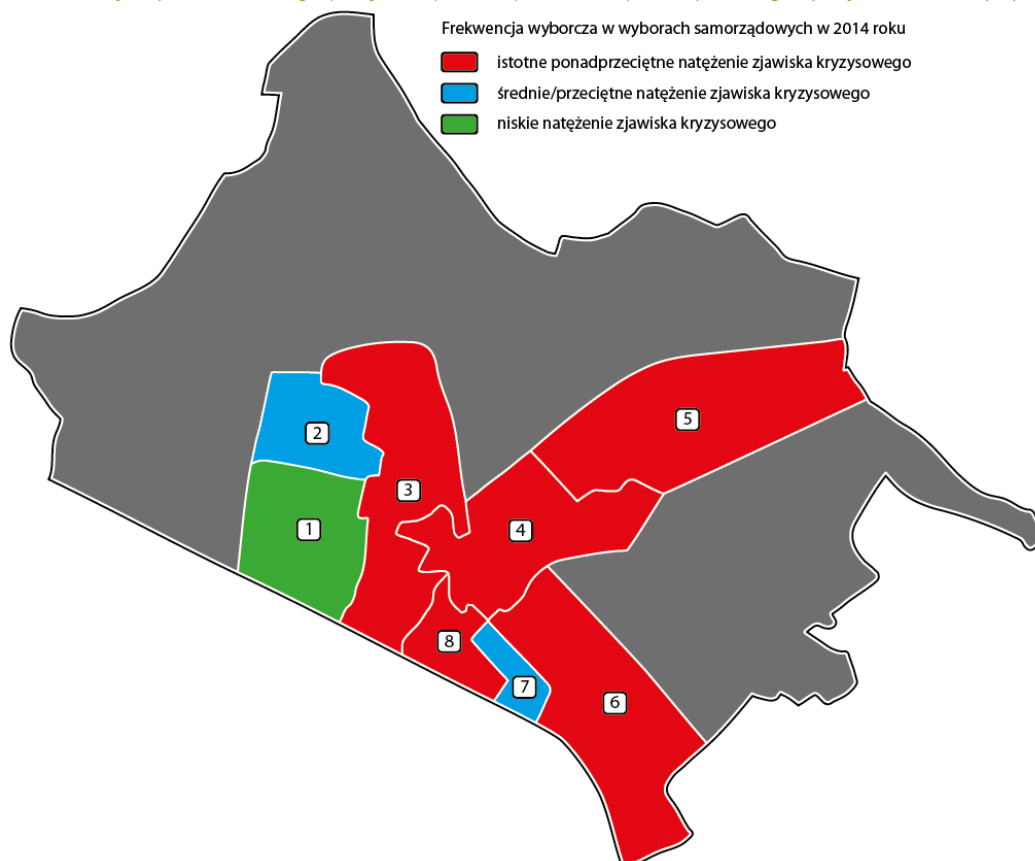 Frekwencja wyborcza w wyborach samorządowych w 2014 roku
istotne ponadprzeciętne natężenie zjawiska kryzysowego
średnie/przeciętne natężenie zjawiska kryzysowego
niskie natężenie zjawiska kryzysowego
5
2
3
1
4
8
7
6